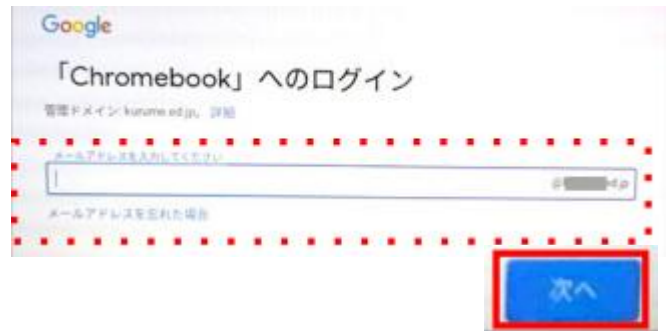 Google
「Chromebook」へのログイン
管理ドメイン: kurume.ed.jp。 詳細
メールアドレスを入力してください
@ ed.jp
メールアドレスを忘れた場合
次へ